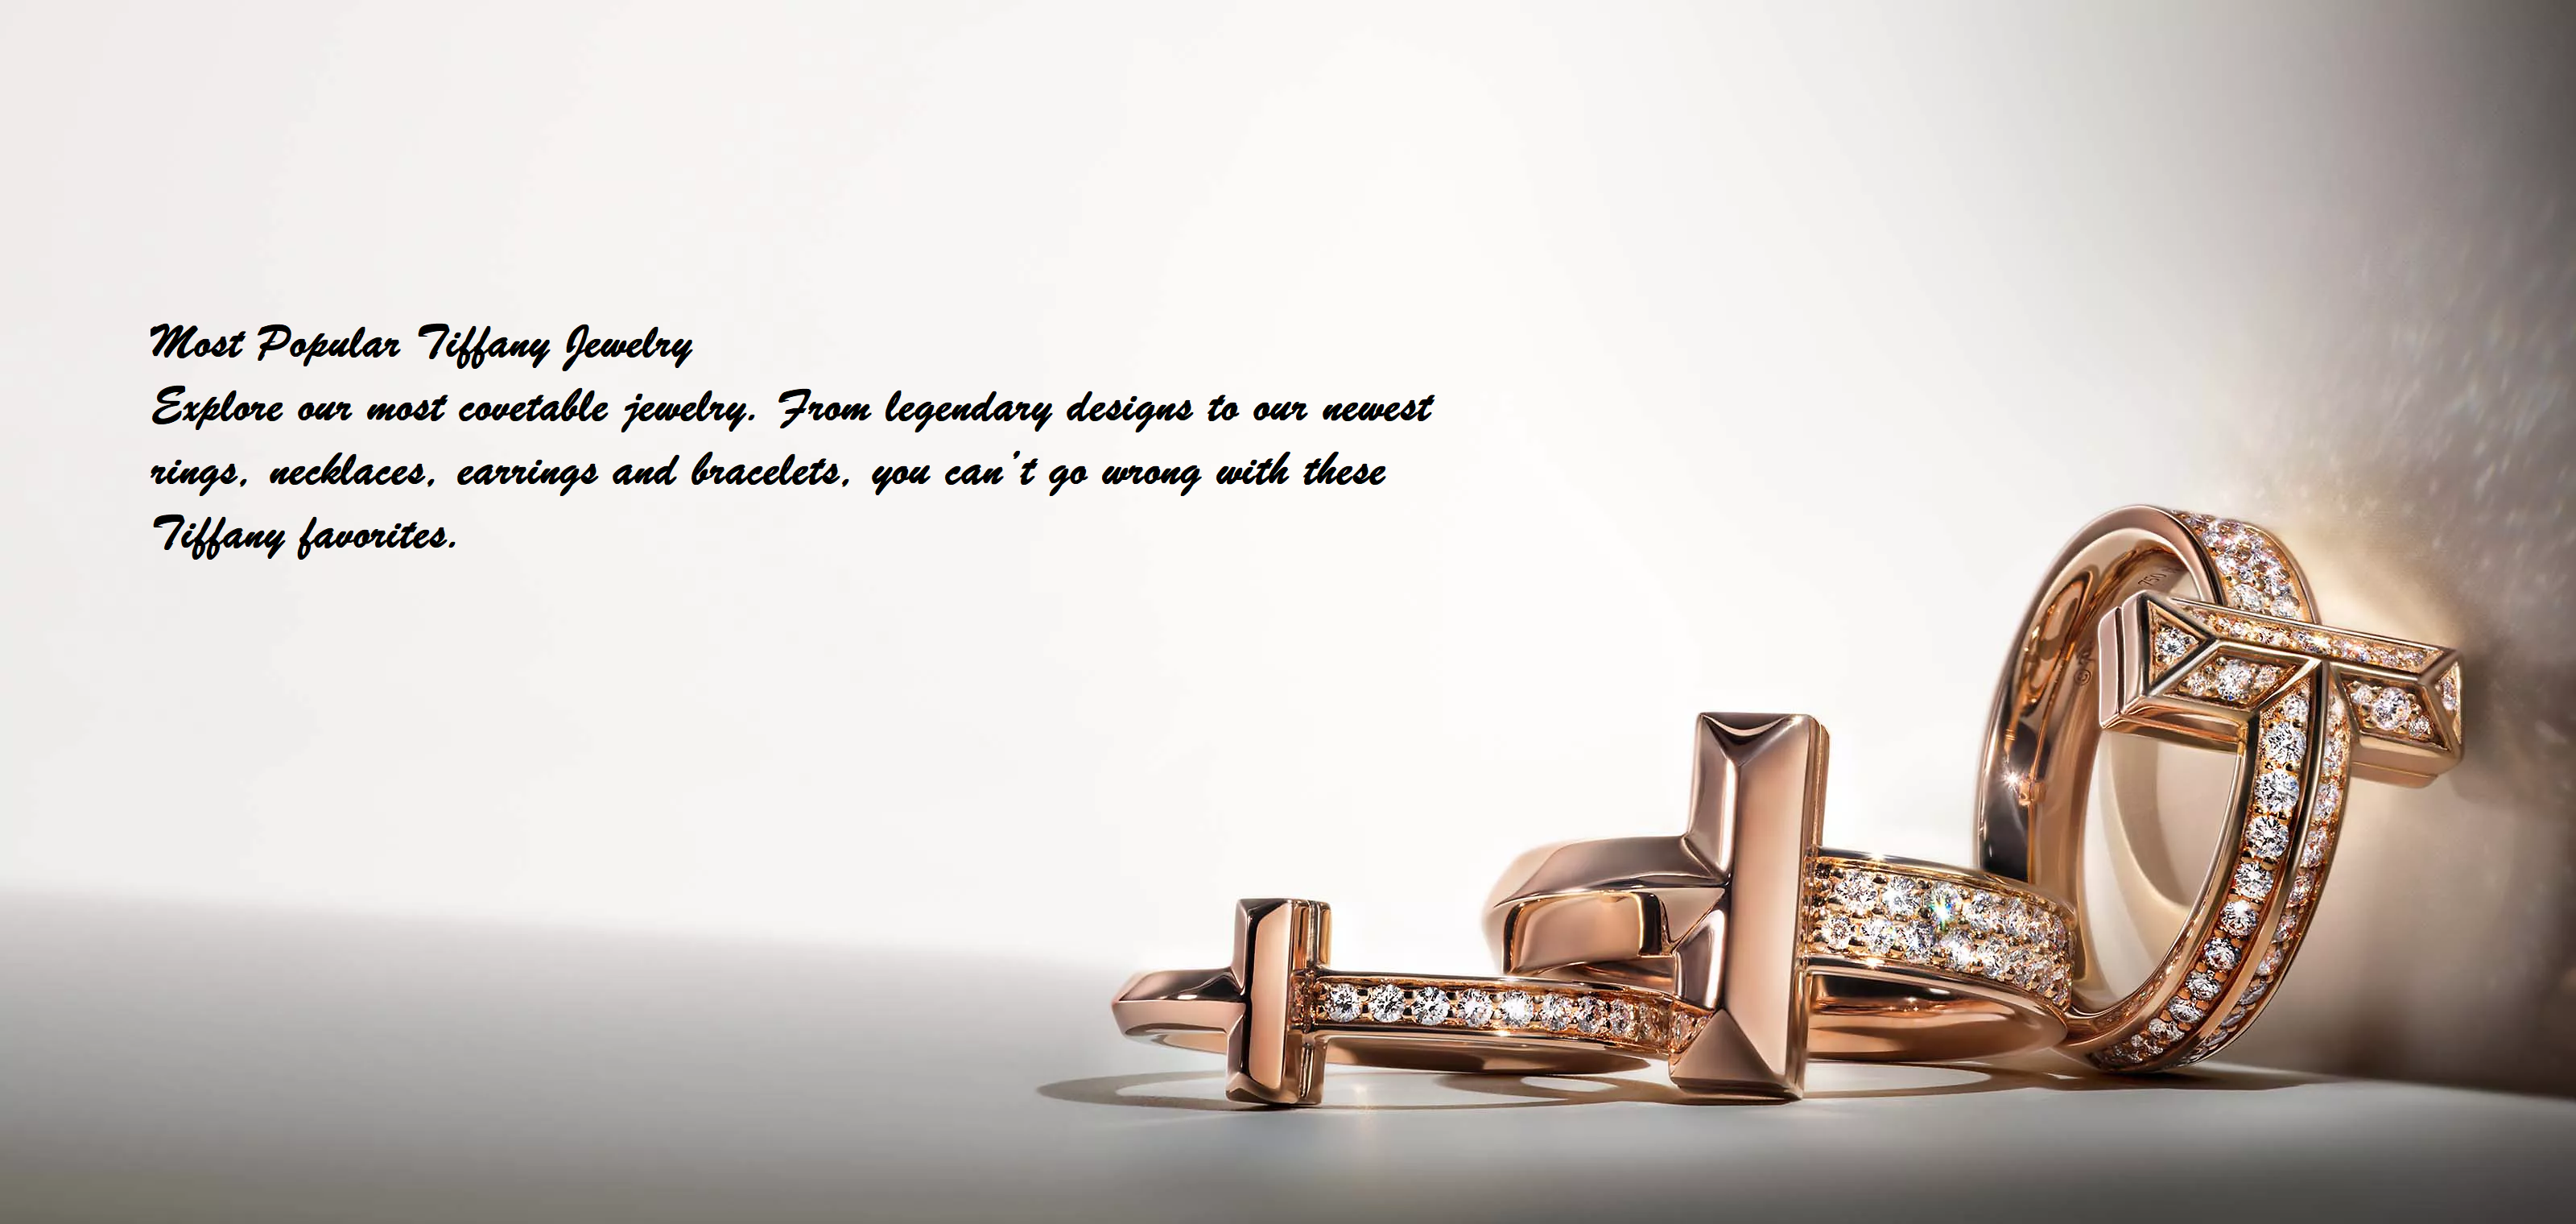 Most Popular Tiffany Jewelry
Explore our most covetable jewelry. From legendary designs to our newest
rings, necklaces, earrings and bracelets, you can't go wrong with these
Tiffany favorites.
750